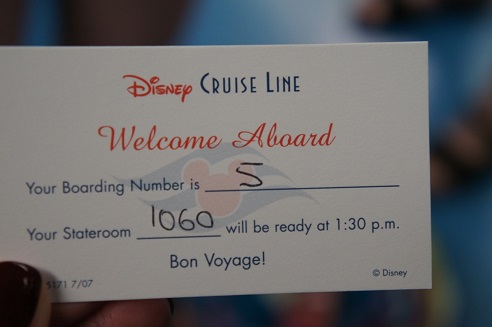 Disney CRUISE LINE
Welcome Aboard
Your Boarding Number is 5
Your Stateroom 1060 will be ready at 1:30 p.m.
Bon Voyage!
© Disney
5171 7/07